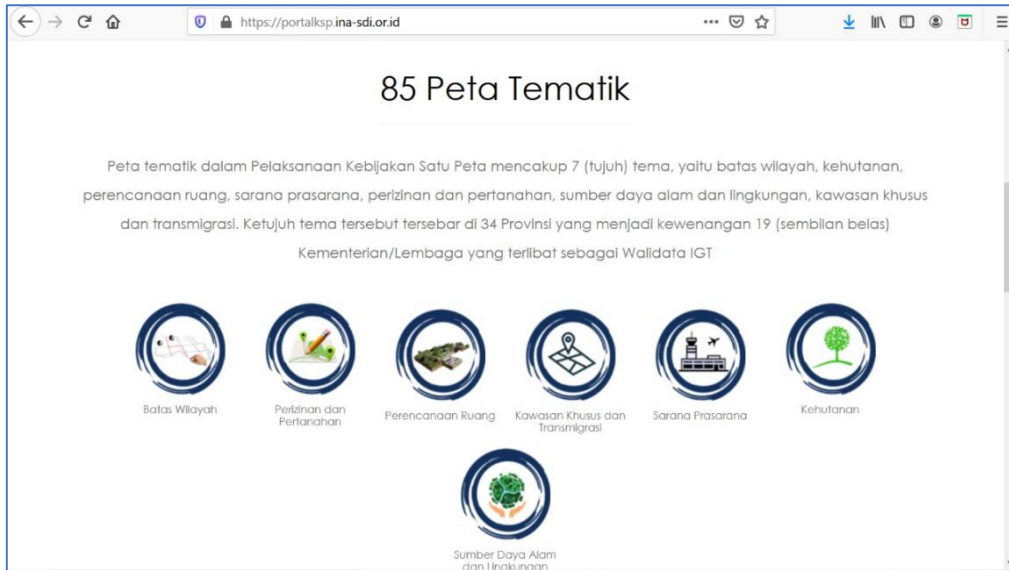 https://portalksp.ina-sdi.or.id
85 Peta Tematik
Peta tematik dalam Pelaksanaan Kebijakan Satu Peta mencakup 7 (tujuh) tema, yaitu batas wilayah, kehutanan,
perencanaan ruang, sarana prasarana, perizinan dan pertanahan, sumber daya alam dan lingkungan, kawasan khusus
dan transmigrasi. Ketujuh tema tersebut tersebar di 34 Provinsi yang menjadi kewenangan 19 (sembilan belas)
Kementerian/Lembaga yang terlibat sebagai Walidata IGT
Batas Wilayah
Perizinan dan
Pertanahan
Perencanaan Ruang
Kawasan Khusus dan
Transmigrasi
Sarana Prasarana
Kehutanan
Sumber Daya Alam
dan Lingkungan